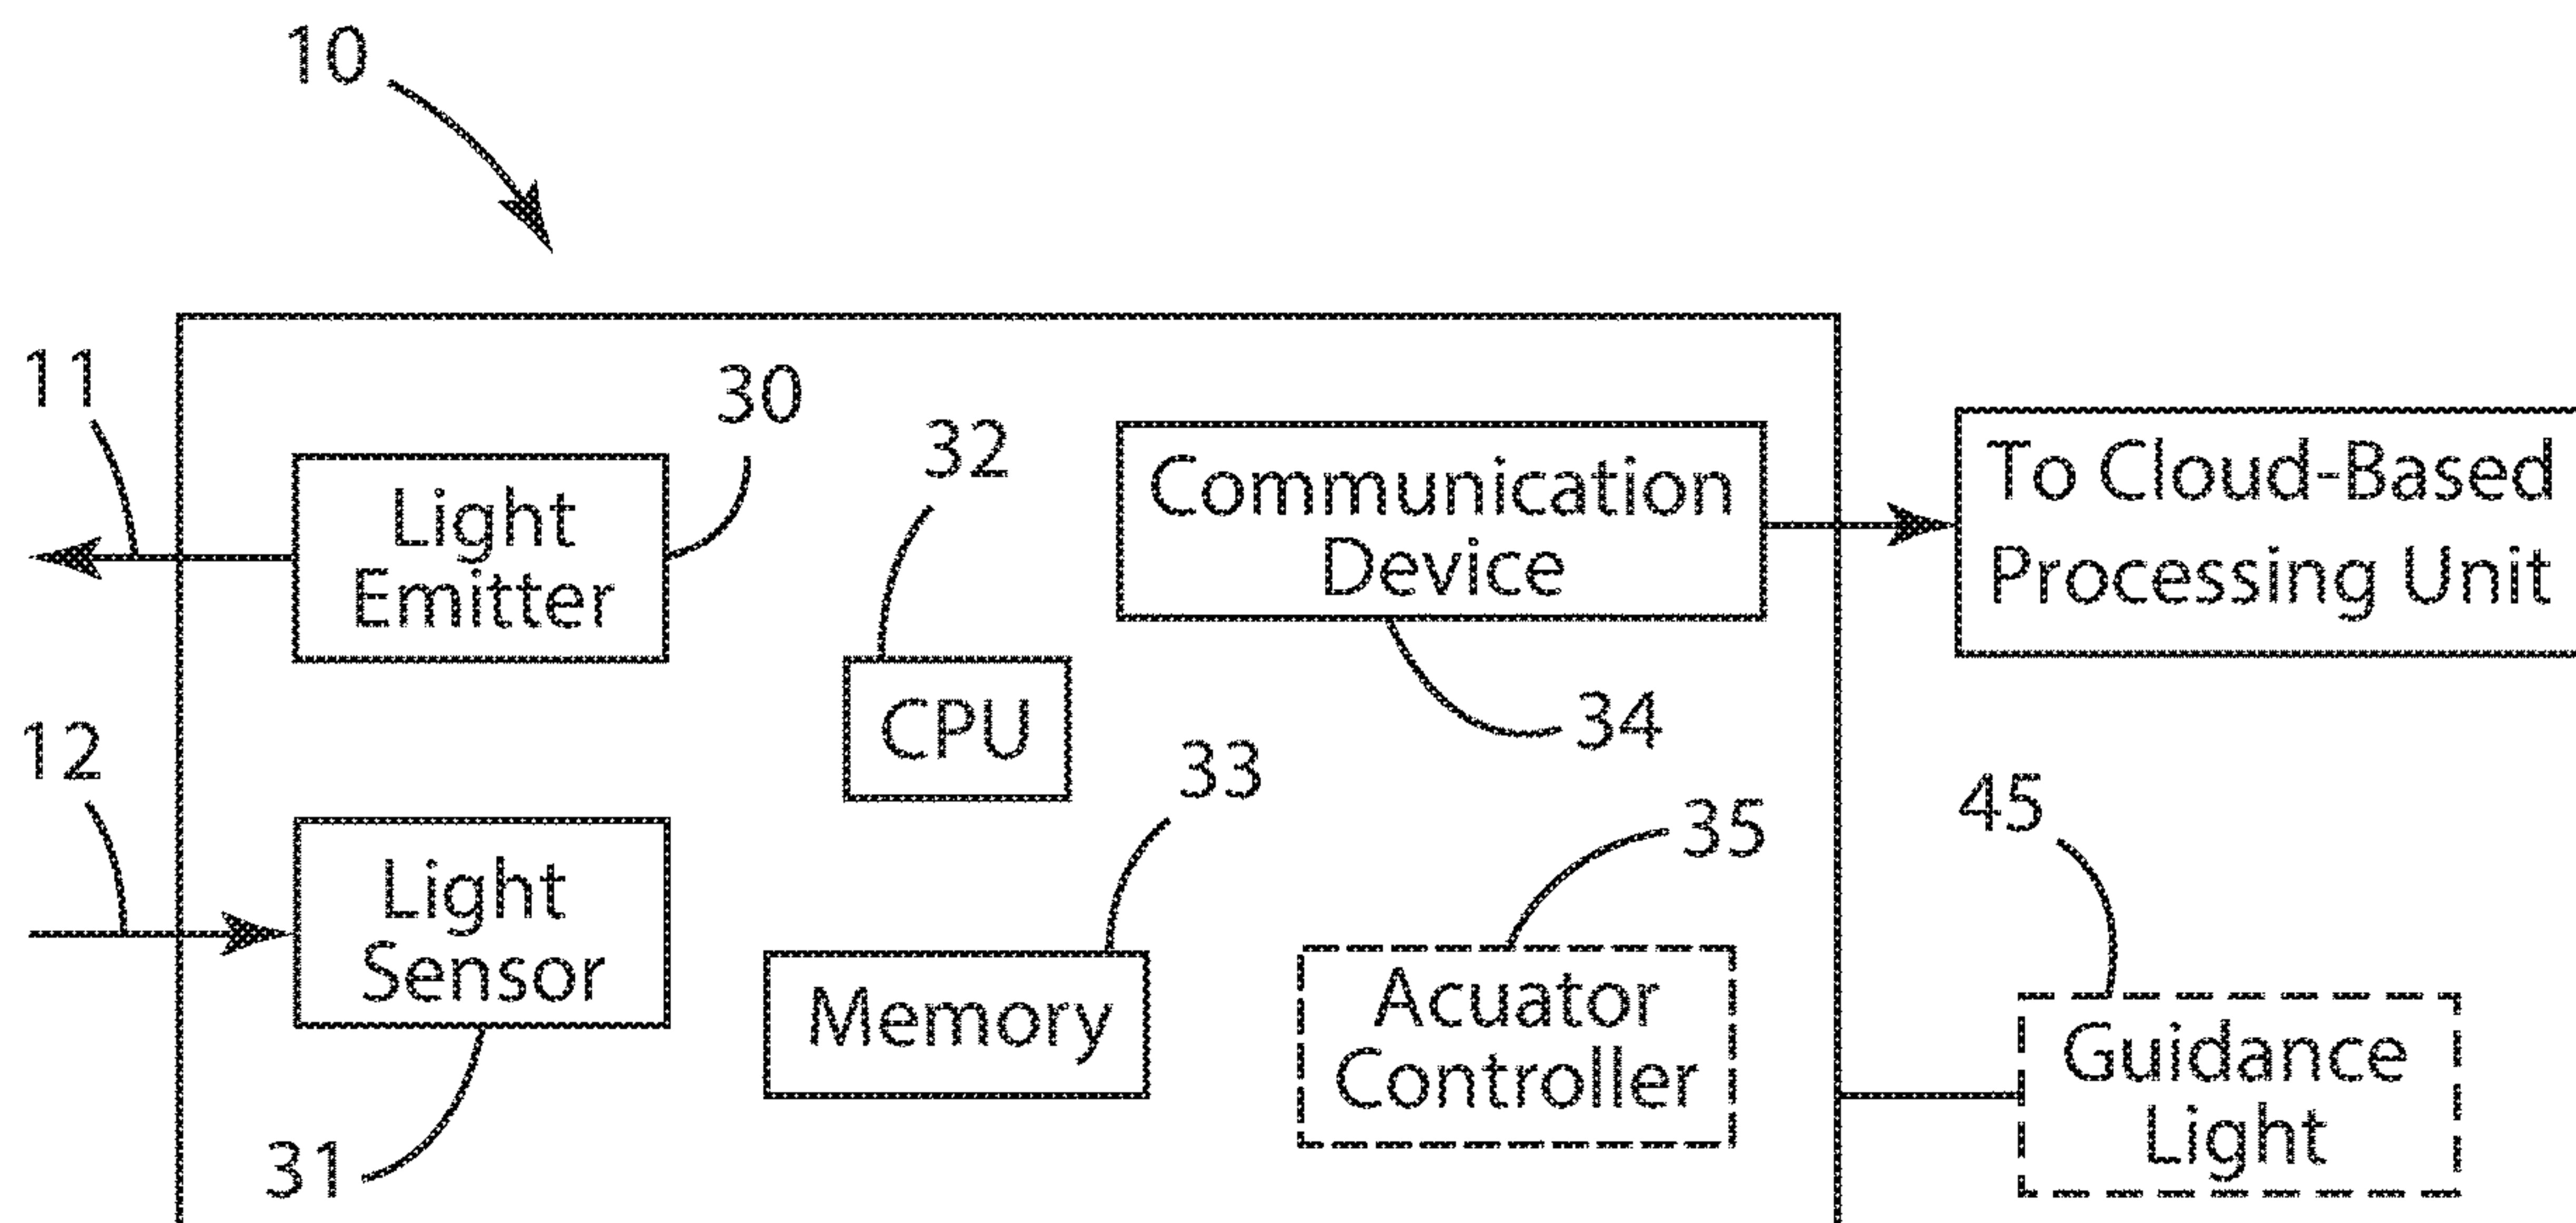 10
11
30
32
Light
Emitter
Communication
Device
To Cloud-Based
Processing Unit
CPU
34
12
33
35
45
Light
Sensor
Memory
Acuator
Controller
Guidance
Light
31